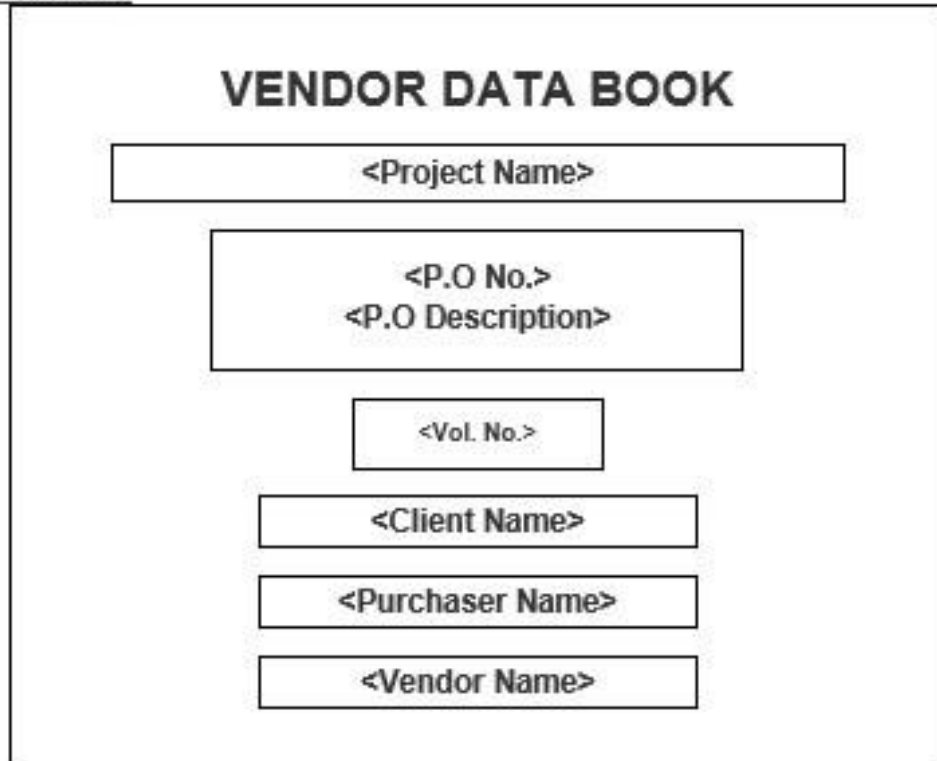 VENDOR DATA BOOK
<Project Name>
<P.O No.>
<P.O Description>
<Vol. No.>
<Client Name>
<Purchaser Name>
<Vendor Name>